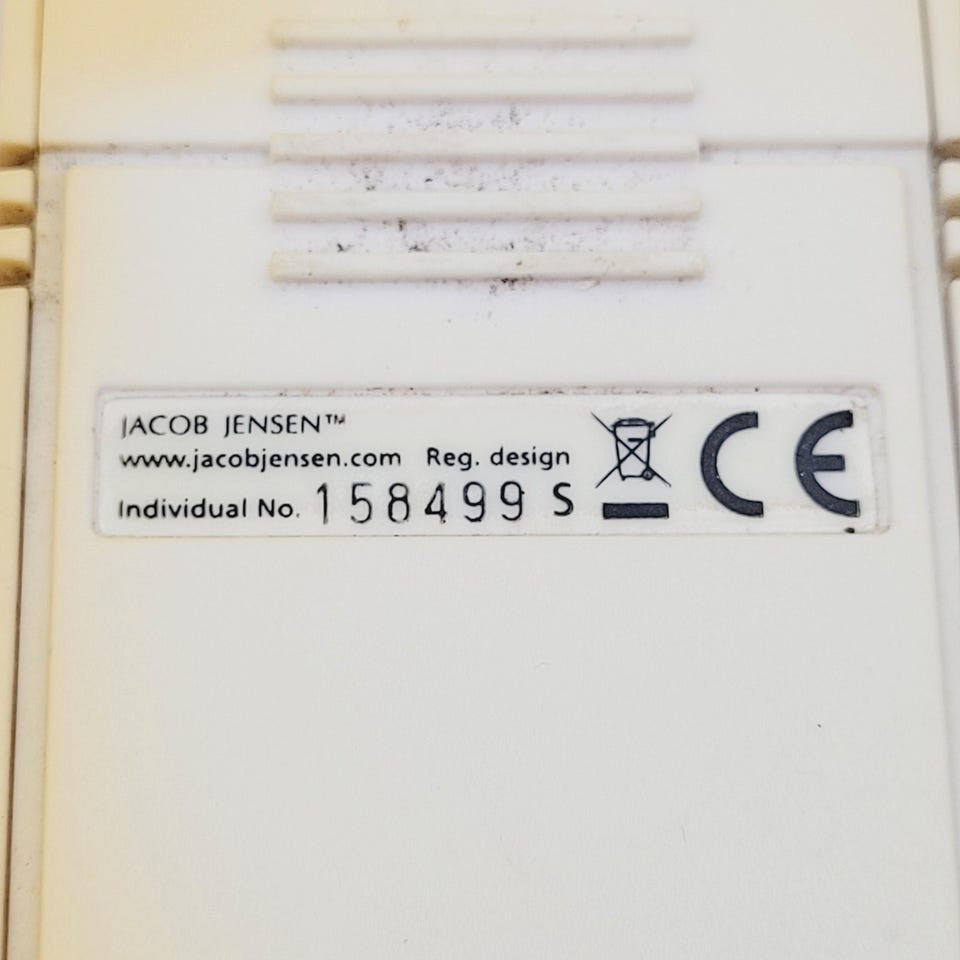 JACOB JENSEN™
www.jacobjensen.com Reg. design
Individual No. 158499 S
CE